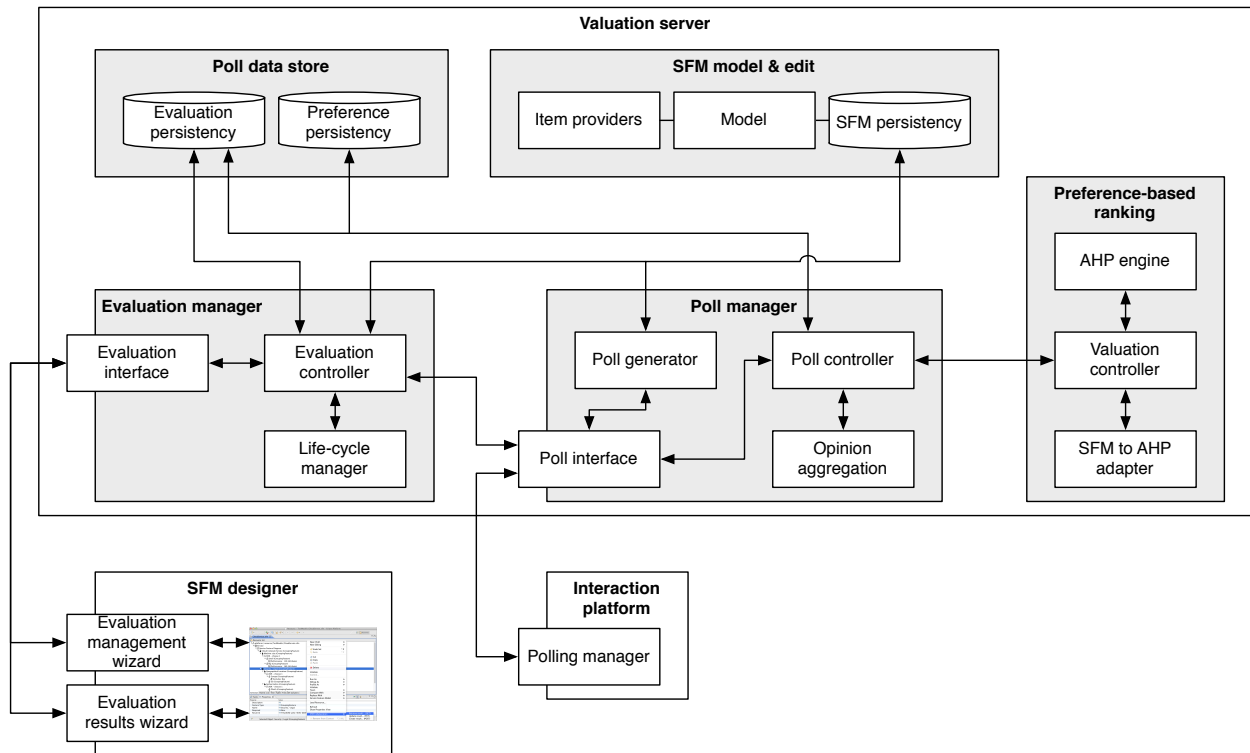 Valuation server
Poll data store
SFM model & edit
Evaluation
persistency
Preference
persistency
Item providers
Model
SFM persistency
Preference-based
ranking
AHP engine
Evaluation manager
Poll manager
Evaluation
interface
Evaluation
controller
Poll generator
Poll controller
Valuation
controller
Life-cycle
manager
Poll interface
Opinion
aggregation
SFM to AHP
adapter
SFM designer
Interaction
platform
Evaluation
management
wizard
Polling manager
Evaluation
results wizard